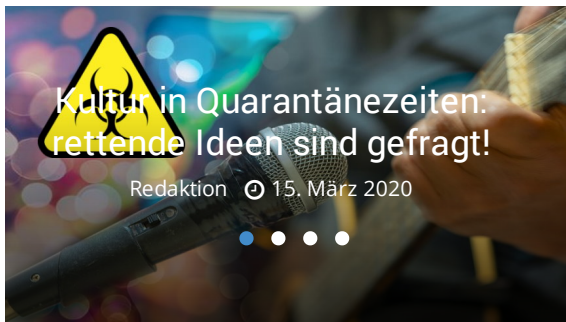 Kultur in Quarantänezeiten:
rettende Ideen sind gefragt!
Redaktion 15. März 2020